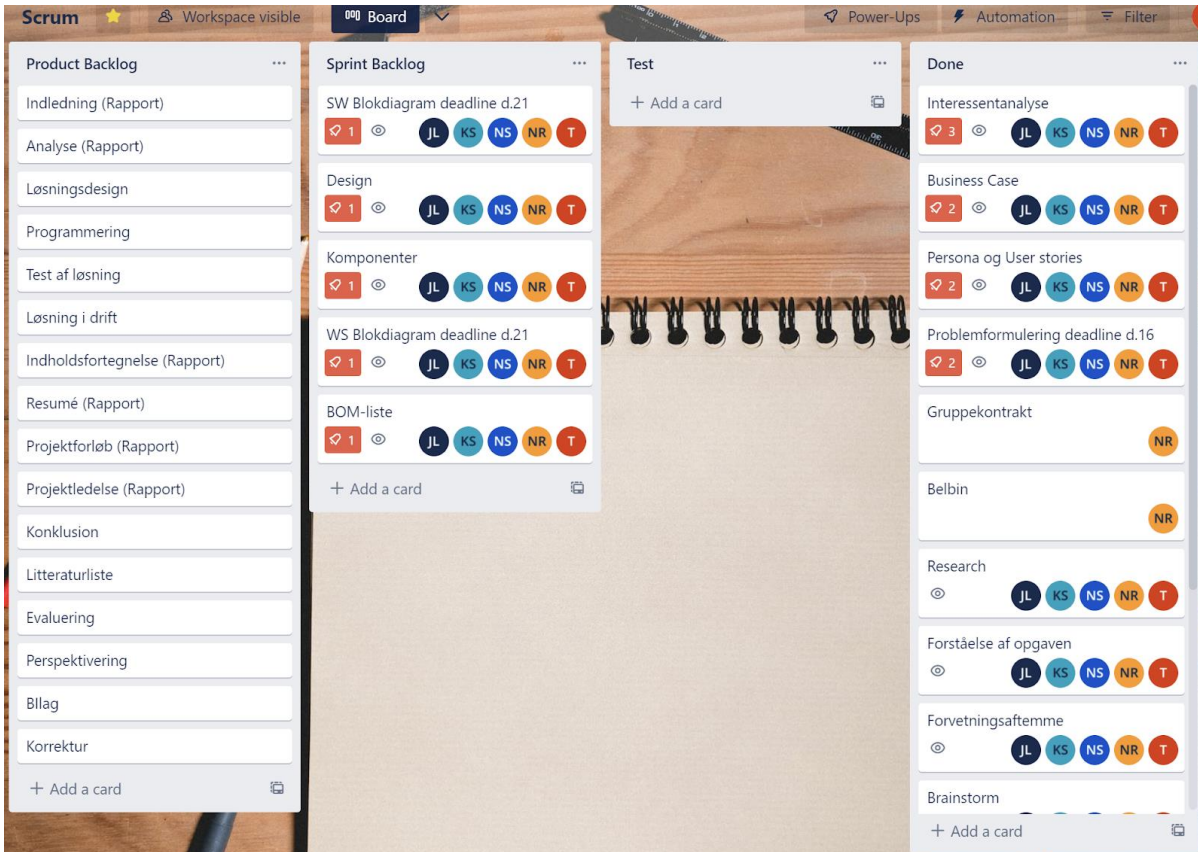 Scrum
Workspace visible
Board
Power-Ups
Automation
Filter
Product Backlog
Indledning (Rapport)
Analyse (Rapport)
Løsningsdesign
Programmering
Test af løsning
Løsning i drift
Indholdsfortegnelse (Rapport)
Resumé (Rapport)
Projektforløb (Rapport)
Projektledelse (Rapport)
Konklusion
Litteraturliste
Evaluering
Perspektivering
BIlag
Korrektur
+ Add a card
Sprint Backlog
SW Blokdiagram deadline d.21
1 JL KS NS NR T
Design
1 JL KS NS NR T
Komponenter
1 JL KS NS NR T
WS Blokdiagram deadline d.21
1 JL KS NS NR T
BOM-liste
1 JL KS NS NR T
+ Add a card
Test
+ Add a card
Done
Interessentanalyse
3 JL KS NS NR T
Business Case
2 JL KS NS NR T
Persona og User stories
2 JL KS NS NR T
Problemformulering deadline d.16
2 JL KS NS NR T
Gruppekontrakt
NR
Belbin
NR
Research
JL KS NS NR T
Forståelse af opgaven
JL KS NS NR T
Forvetningsaftemme
JL KS NS NR T
Brainstorm
+ Add a card